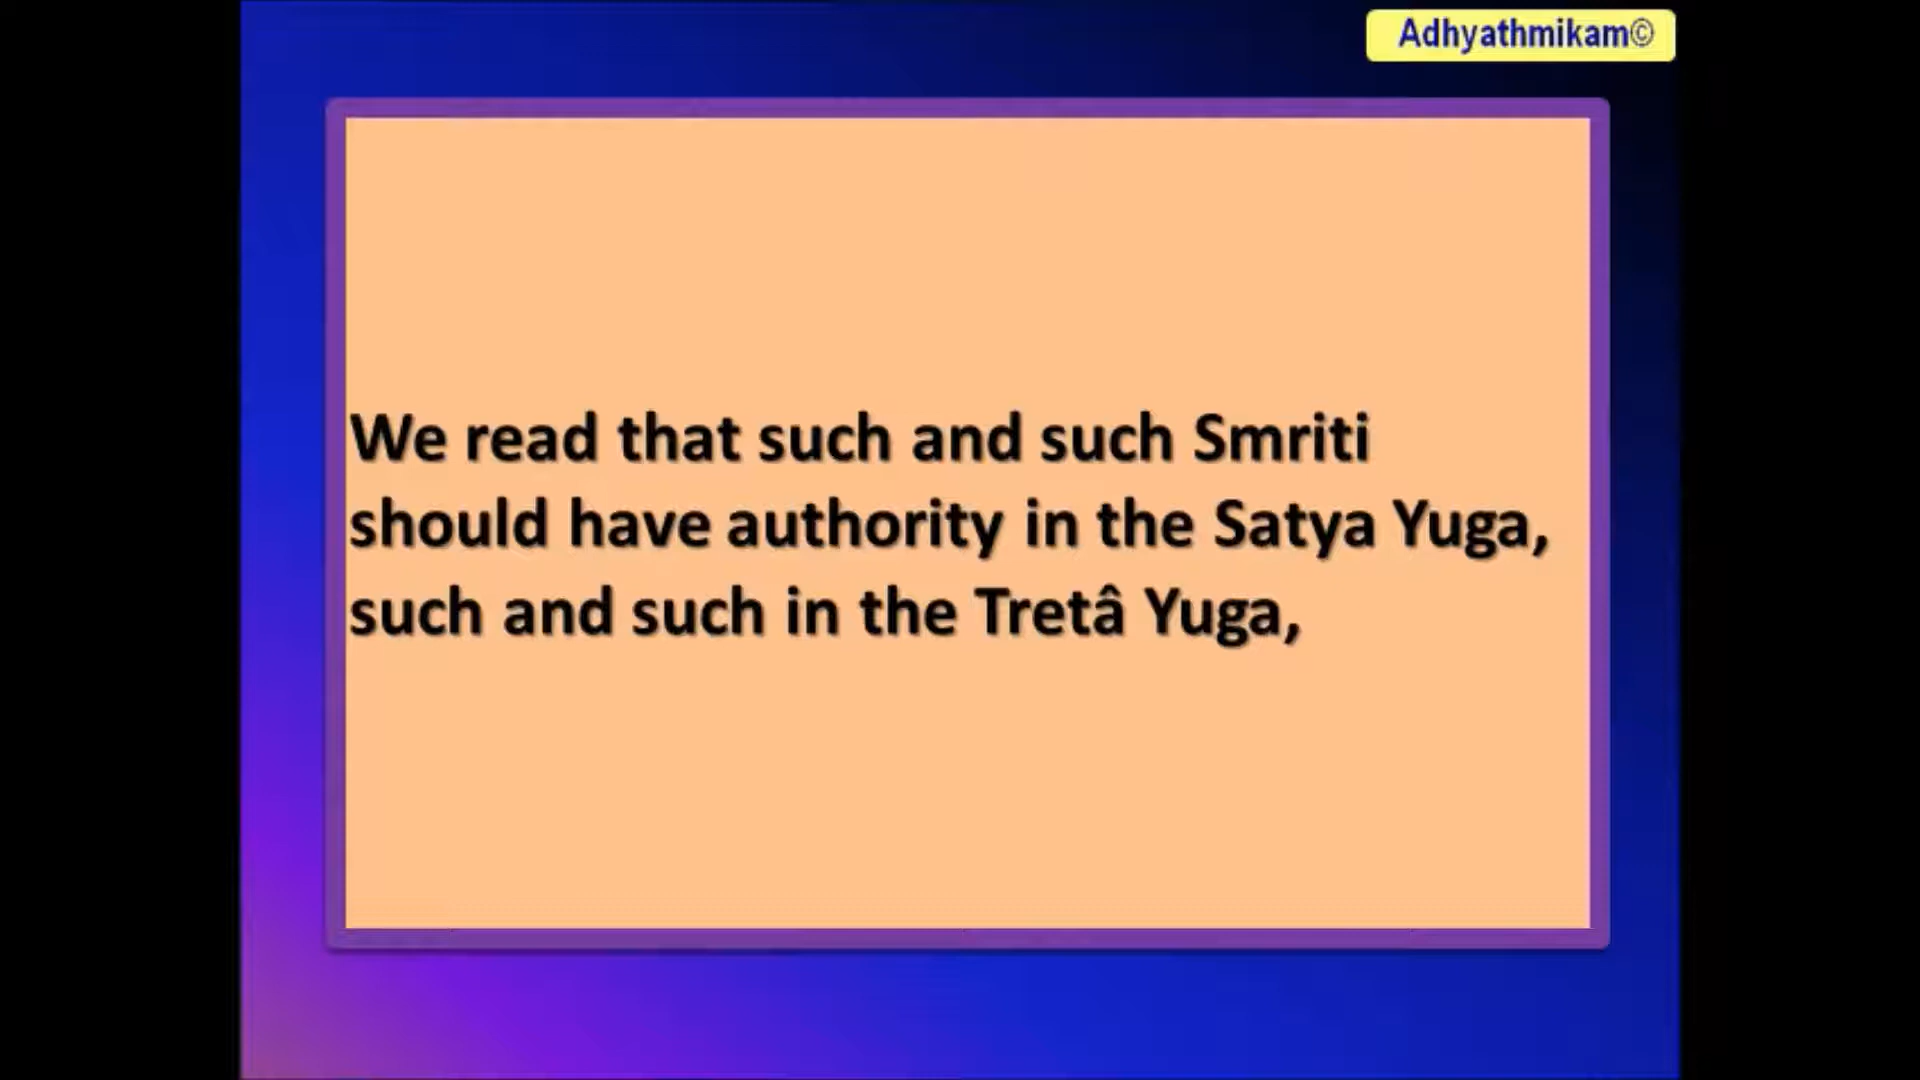 Adhyathmikam©
We read that such and such Smriti
should have authority in the Satya Yuga,
such and such in the Tretâ Yuga,